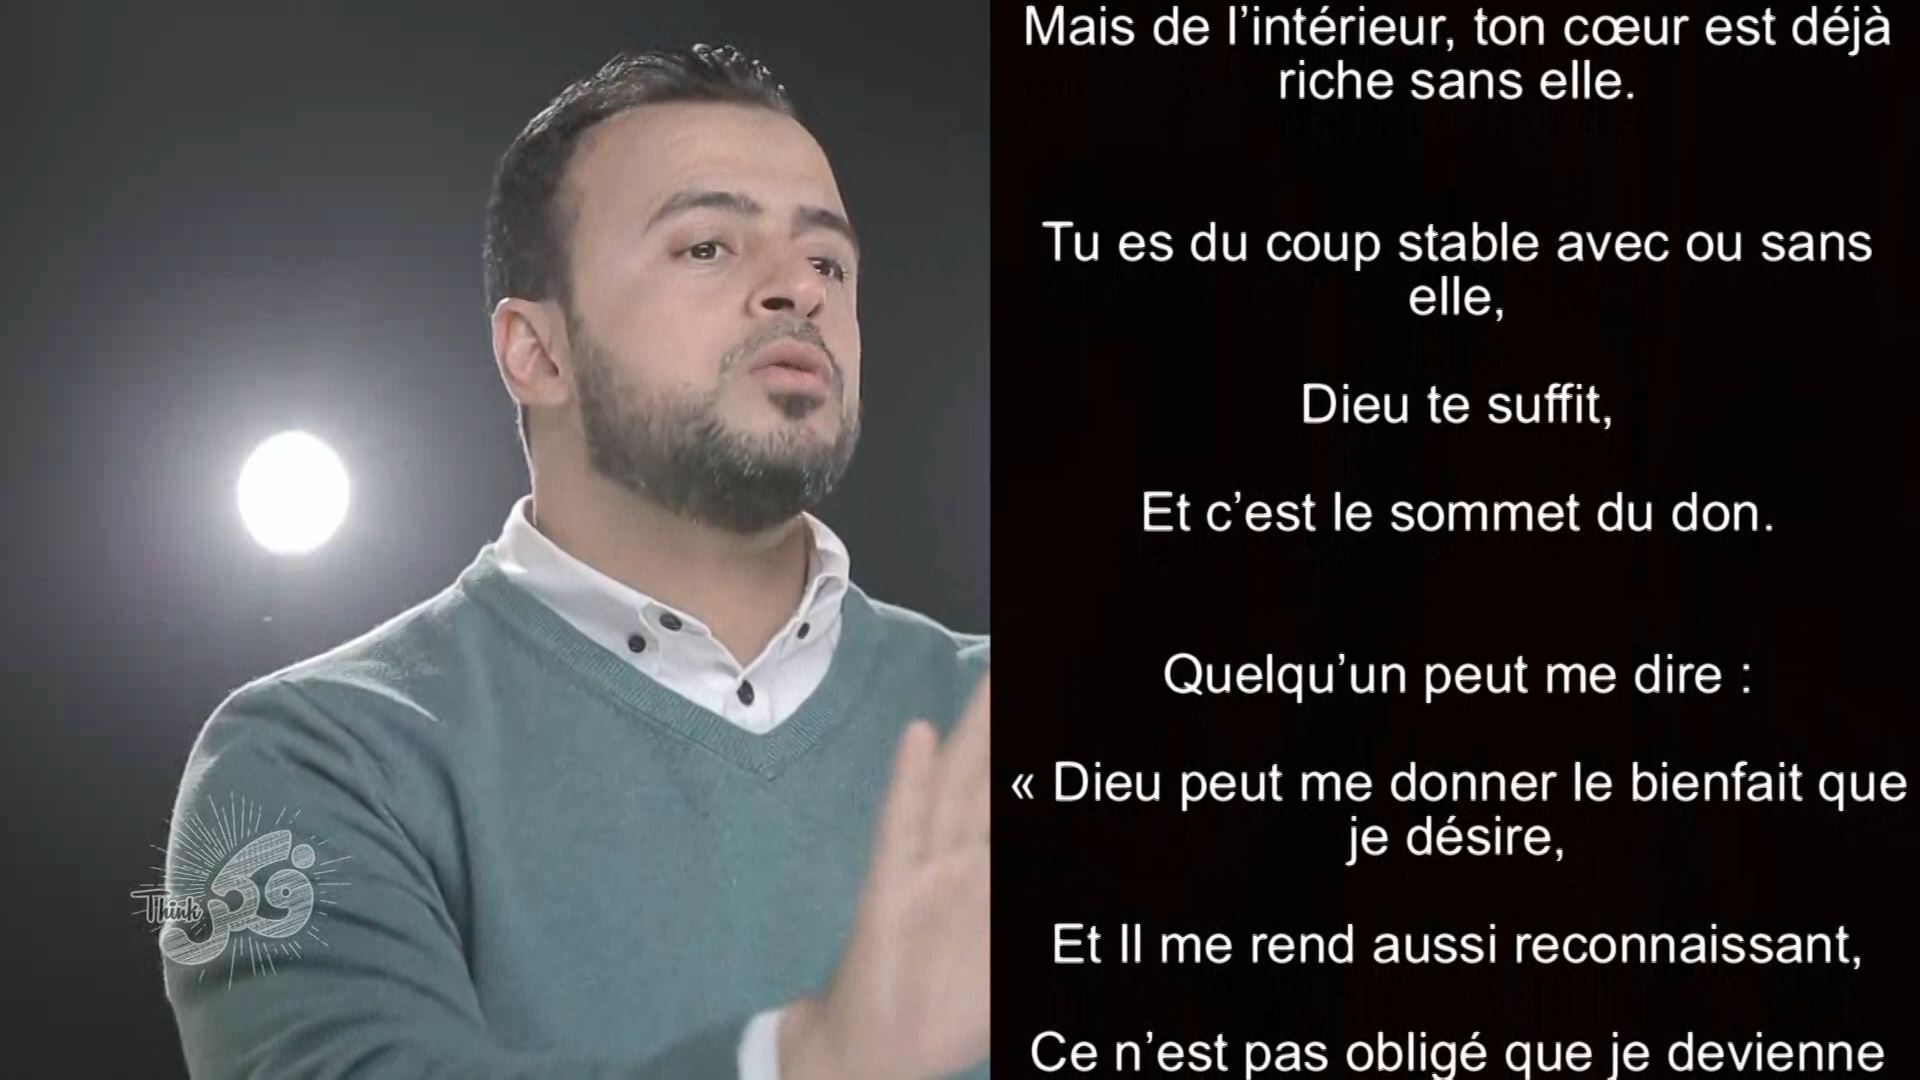 Mais de l’intérieur, ton cœur est déjà
riche sans elle.
Tu es du coup stable avec ou sans
elle,
Dieu te suffit,
Et c’est le sommet du don.
Quelqu’un peut me dire :
« Dieu peut me donner le bienfait que
je désire,
Et Il me rend aussi reconnaissant,
Ce n’est pas obligé que je devienne
Think
فكر